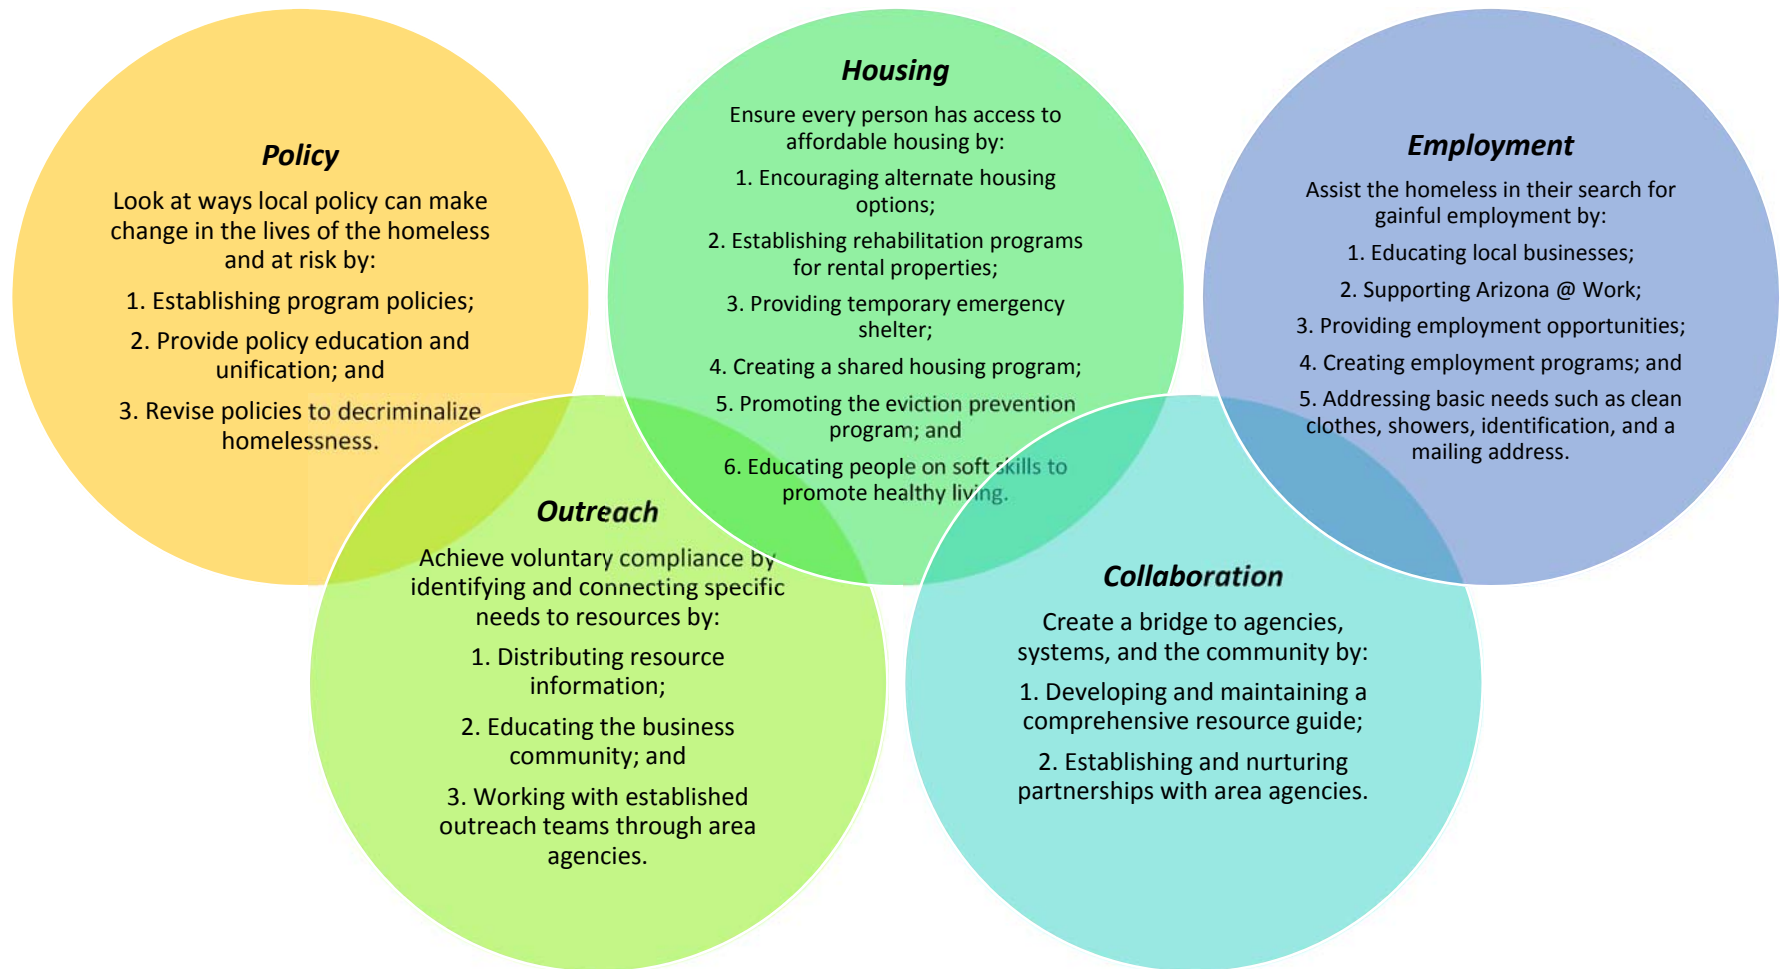 Policy
Look at ways local policy can make
change in the lives of the homeless
and at risk by:
1. Establishing program policies;
2. Provide policy education and
unification; and
3. Revise policies to decriminalize
homelessness.
Housing
Ensure every person has access to
affordable housing by:
1. Encouraging alternate housing
options;
2. Establishing rehabilitation programs
for rental properties;
3. Providing temporary emergency
shelter;
4. Creating a shared housing program;
5. Promoting the eviction prevention
program; and
6. Educating people on soft skills to
promote healthy living.
Employment
Assist the homeless in their search for
gainful employment by:
1. Educating local businesses;
2. Supporting Arizona @ Work;
3. Providing employment opportunities;
4. Creating employment programs; and
5. Addressing basic needs such as clean
clothes, showers, identification, and a
mailing address.
Outreach
Achieve voluntary compliance by
identifying and connecting specific
needs to resources by:
1. Distributing resource
information;
2. Educating the business
community; and
3. Working with established
outreach teams through area
agencies.
Collaboration
Create a bridge to agencies,
systems, and the community by:
1. Developing and maintaining a
comprehensive resource guide;
2. Establishing and nurturing
partnerships with area agencies.